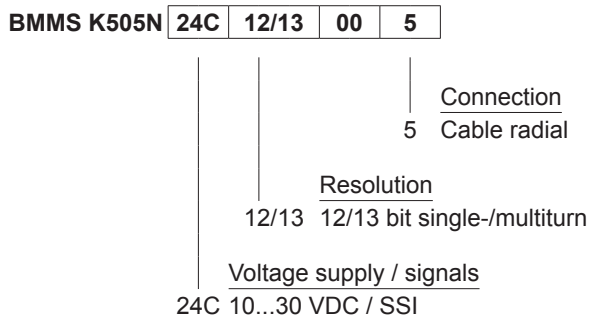 BMMS K505N 24C 12/13 00 5
Connection
5 Cable radial
Resolution
12/13 12/13 bit single-/multiturn
Voltage supply / signals
24C 10...30 VDC / SSI